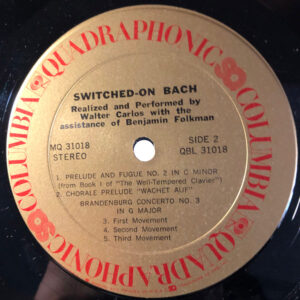 COLUMBIA QUADRAPHONIC COLUMBIA QUADRAPHONIC
SWITCHED-ON BACH
Realized and Performed by
Walter Carlos with the
assistance of Benjamin Folkman
MQ 31018
STEREO
SIDE 2
QBL 31018
1. PRELUDE AND FUGUE NO. 2 IN C MINOR
(from Book I of "The Well-Tempered Clavier")
2. CHORALE PRELUDE "WACHET AUF"
BRANDENBURG CONCERTO NO. 3
IN G MAJOR
3. First Movement
4. Second Movement
5. Third Movement